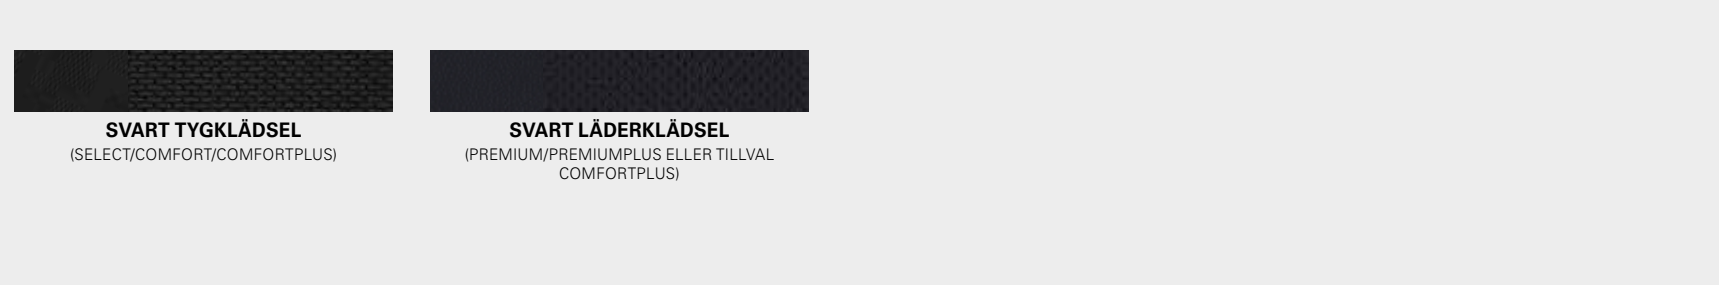 SVART TYGKLÄDSEL
(SELECT/COMFORT/COMFORTPLUS)
SVART LÄDERKLÄDSEL
(PREMIUM/PREMIUMPLUS ELLER TILLVAL
COMFORTPLUS)